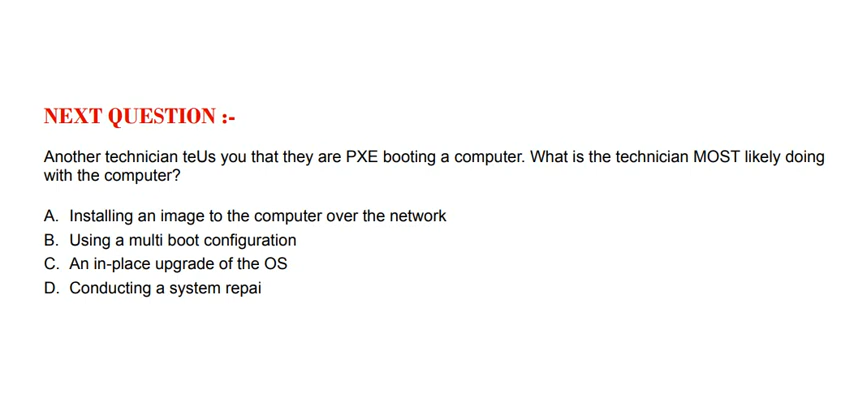 NEXT QUESTION :-
Another technician teUs you that they are PXE booting a computer. What is the technician MOST likely doing
with the computer?
A. Installing an image to the computer over the network
B. Using a multi boot configuration
C. An in-place upgrade of the OS
D. Conducting a system repai